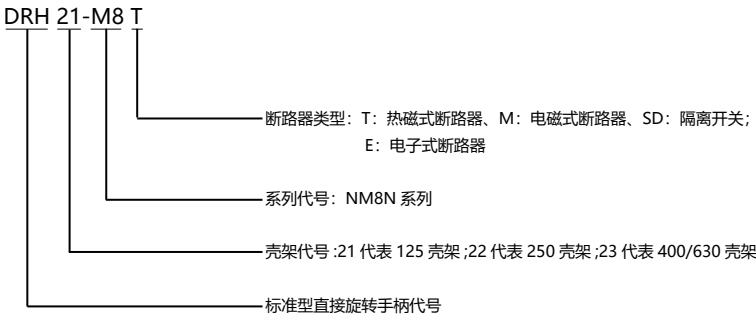 DRH 21-M8 T
断路器类型：T：热磁式断路器、M：电磁式断路器、SD：隔离开关；
E：电子式断路器
系列代号：NM8N 系列
壳架代号 :21 代表 125 壳架 ;22 代表 250 壳架 ;23 代表 400/630 壳架
标准型直接旋转手柄代号